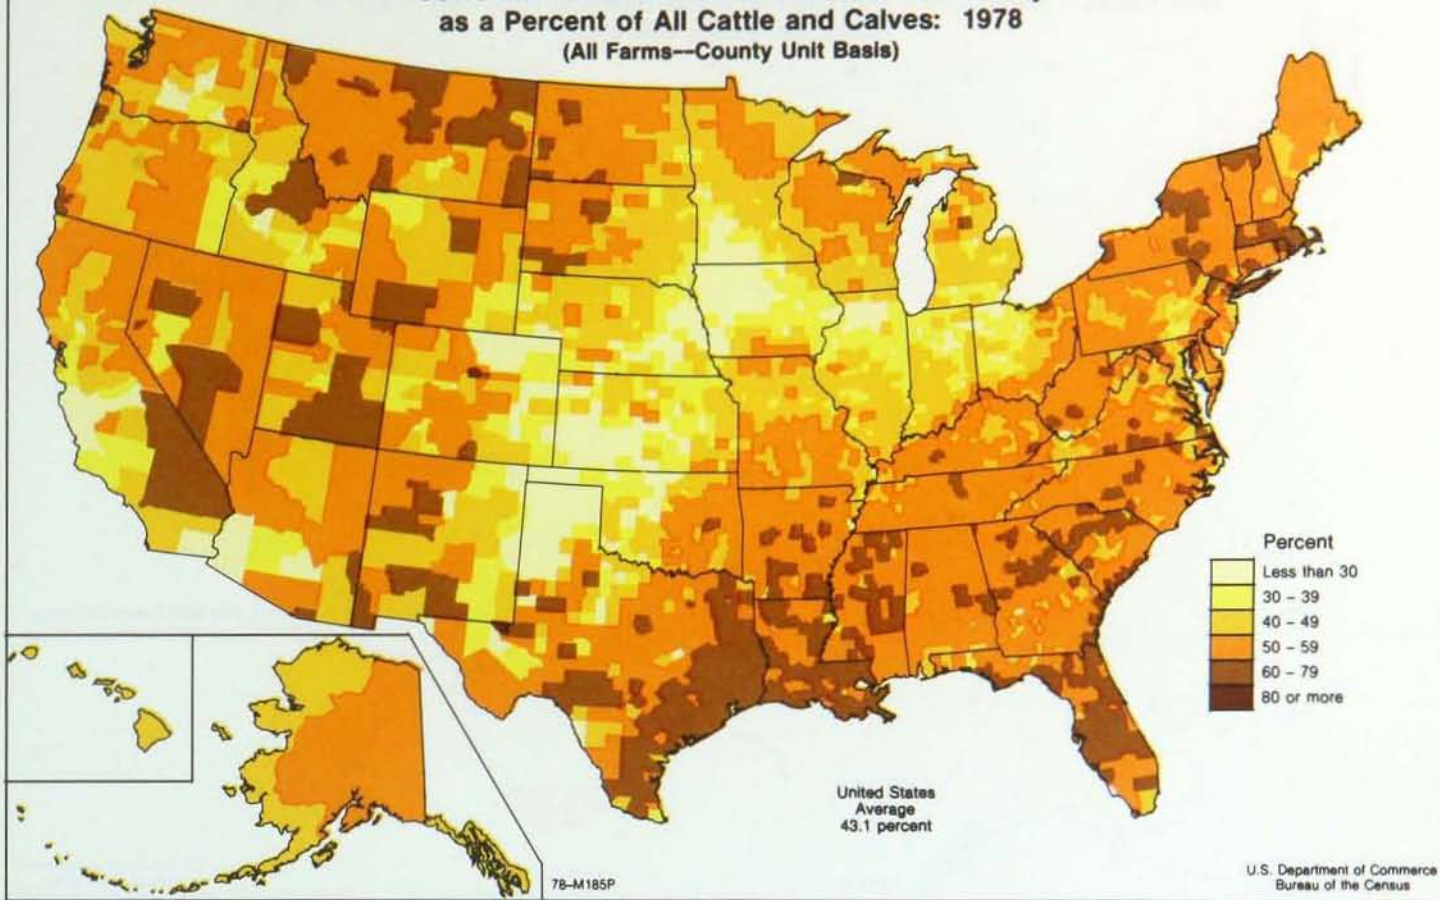 as a Percent of All Cattle and Calves: 1978
(All Farms--County Unit Basis)
Percent
Less than 30
30 - 39
40 - 49
50 - 59
60 - 79
80 or more
United States
Average
43.1 percent
78-M185P
U.S. Department of Commerce
Bureau of the Census